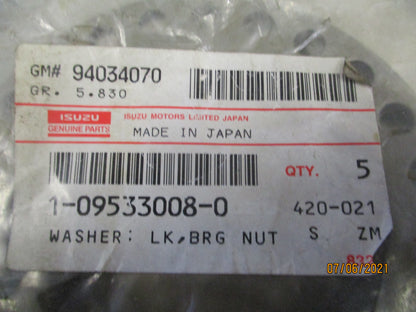 GM# 94034070
GR. 5.830
ISUZU
GENUINE PARTS
ISUZU MOTORS LIMITED JAPAN
MADE IN JAPAN
QTY. 5
1-09533008-0 420-021
WASHER: LK,BRG NUT S ZM
833
07/06/2021